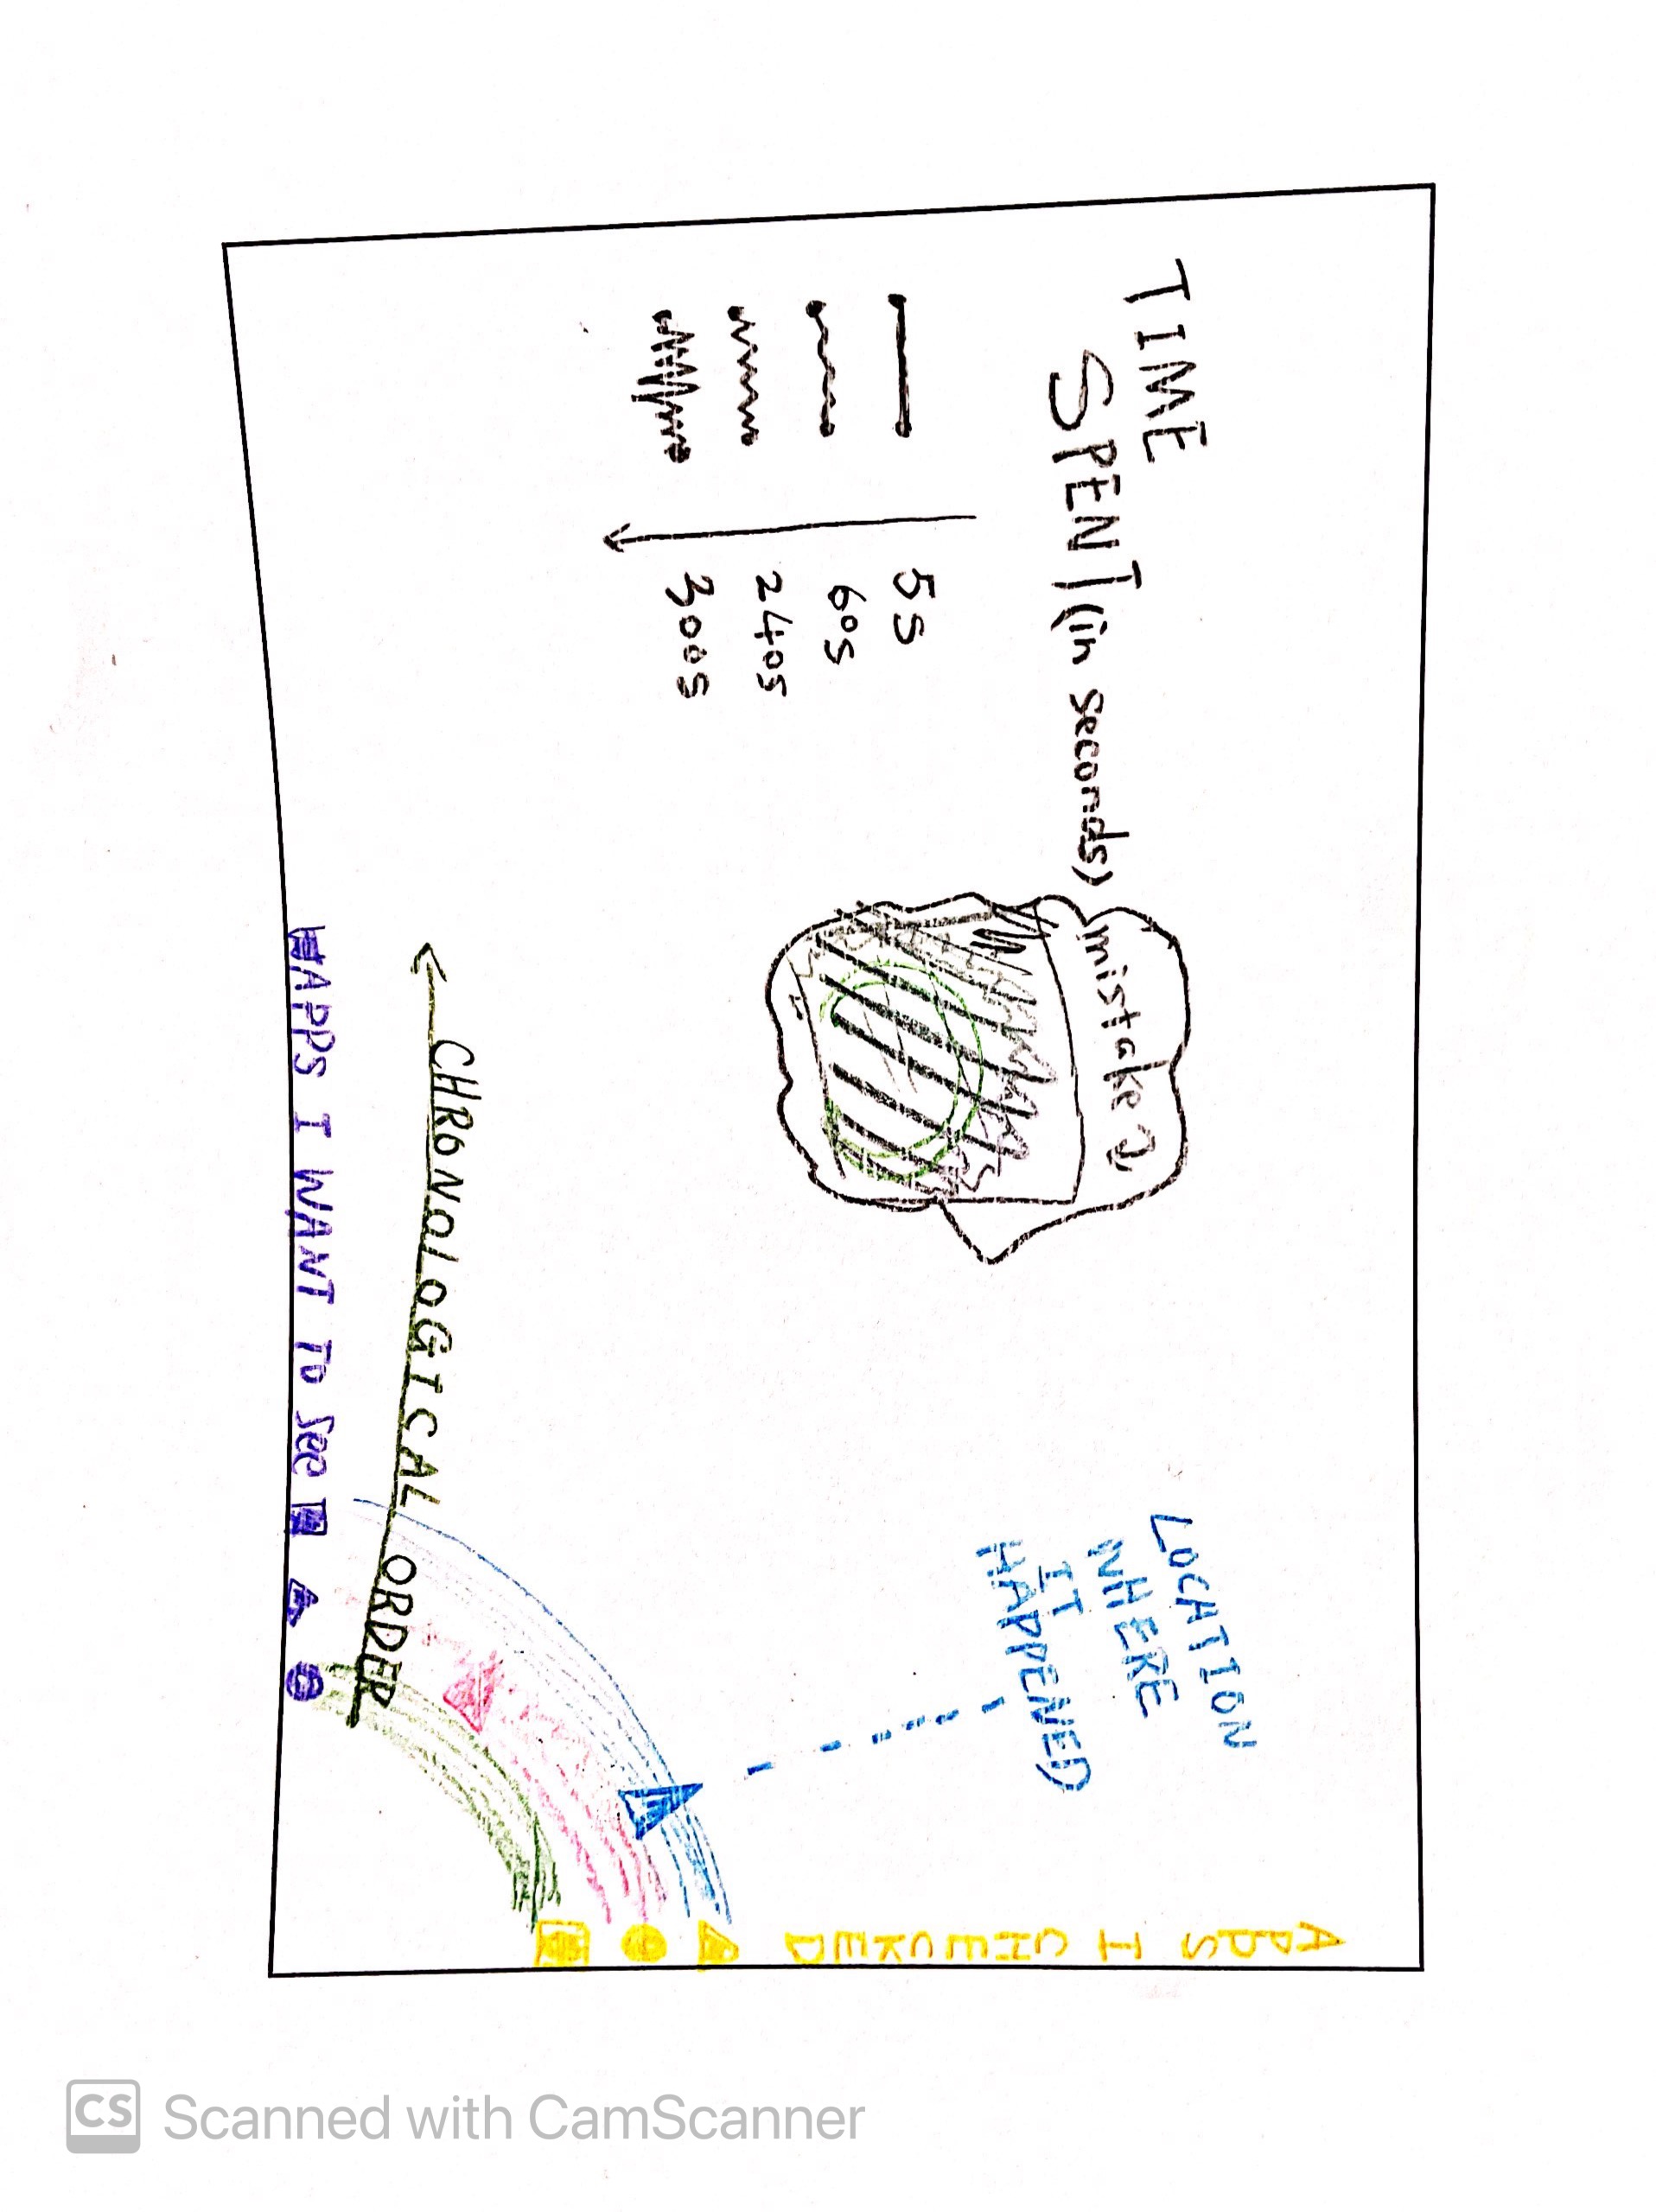 TIME
SPENT (in seconds)
5s
60s
240s
300s
mistake 2
LOCATION
WHERE
IT
HAPPENED
APPS I CHECKED
CHRONOLOGICAL ORDER
APPS I WANT TO See
CS Scanned with CamScanner